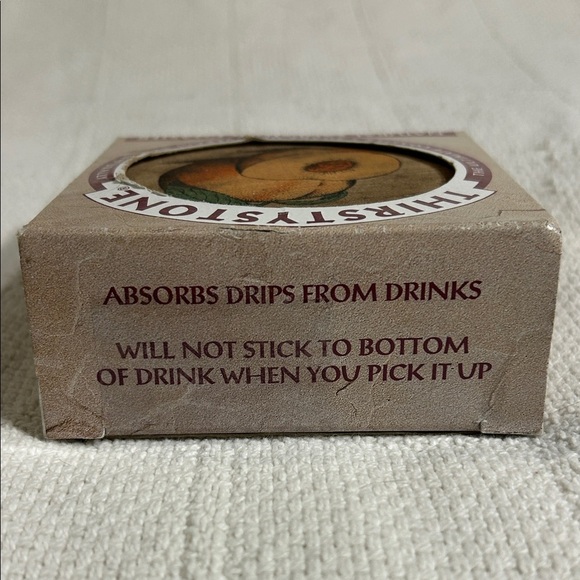 THIRSTYSTONE
ABSORBS DRIPS FROM DRINKS
WILL NOT STICK TO BOTTOM
OF DRINK WHEN YOU PICK IT UP